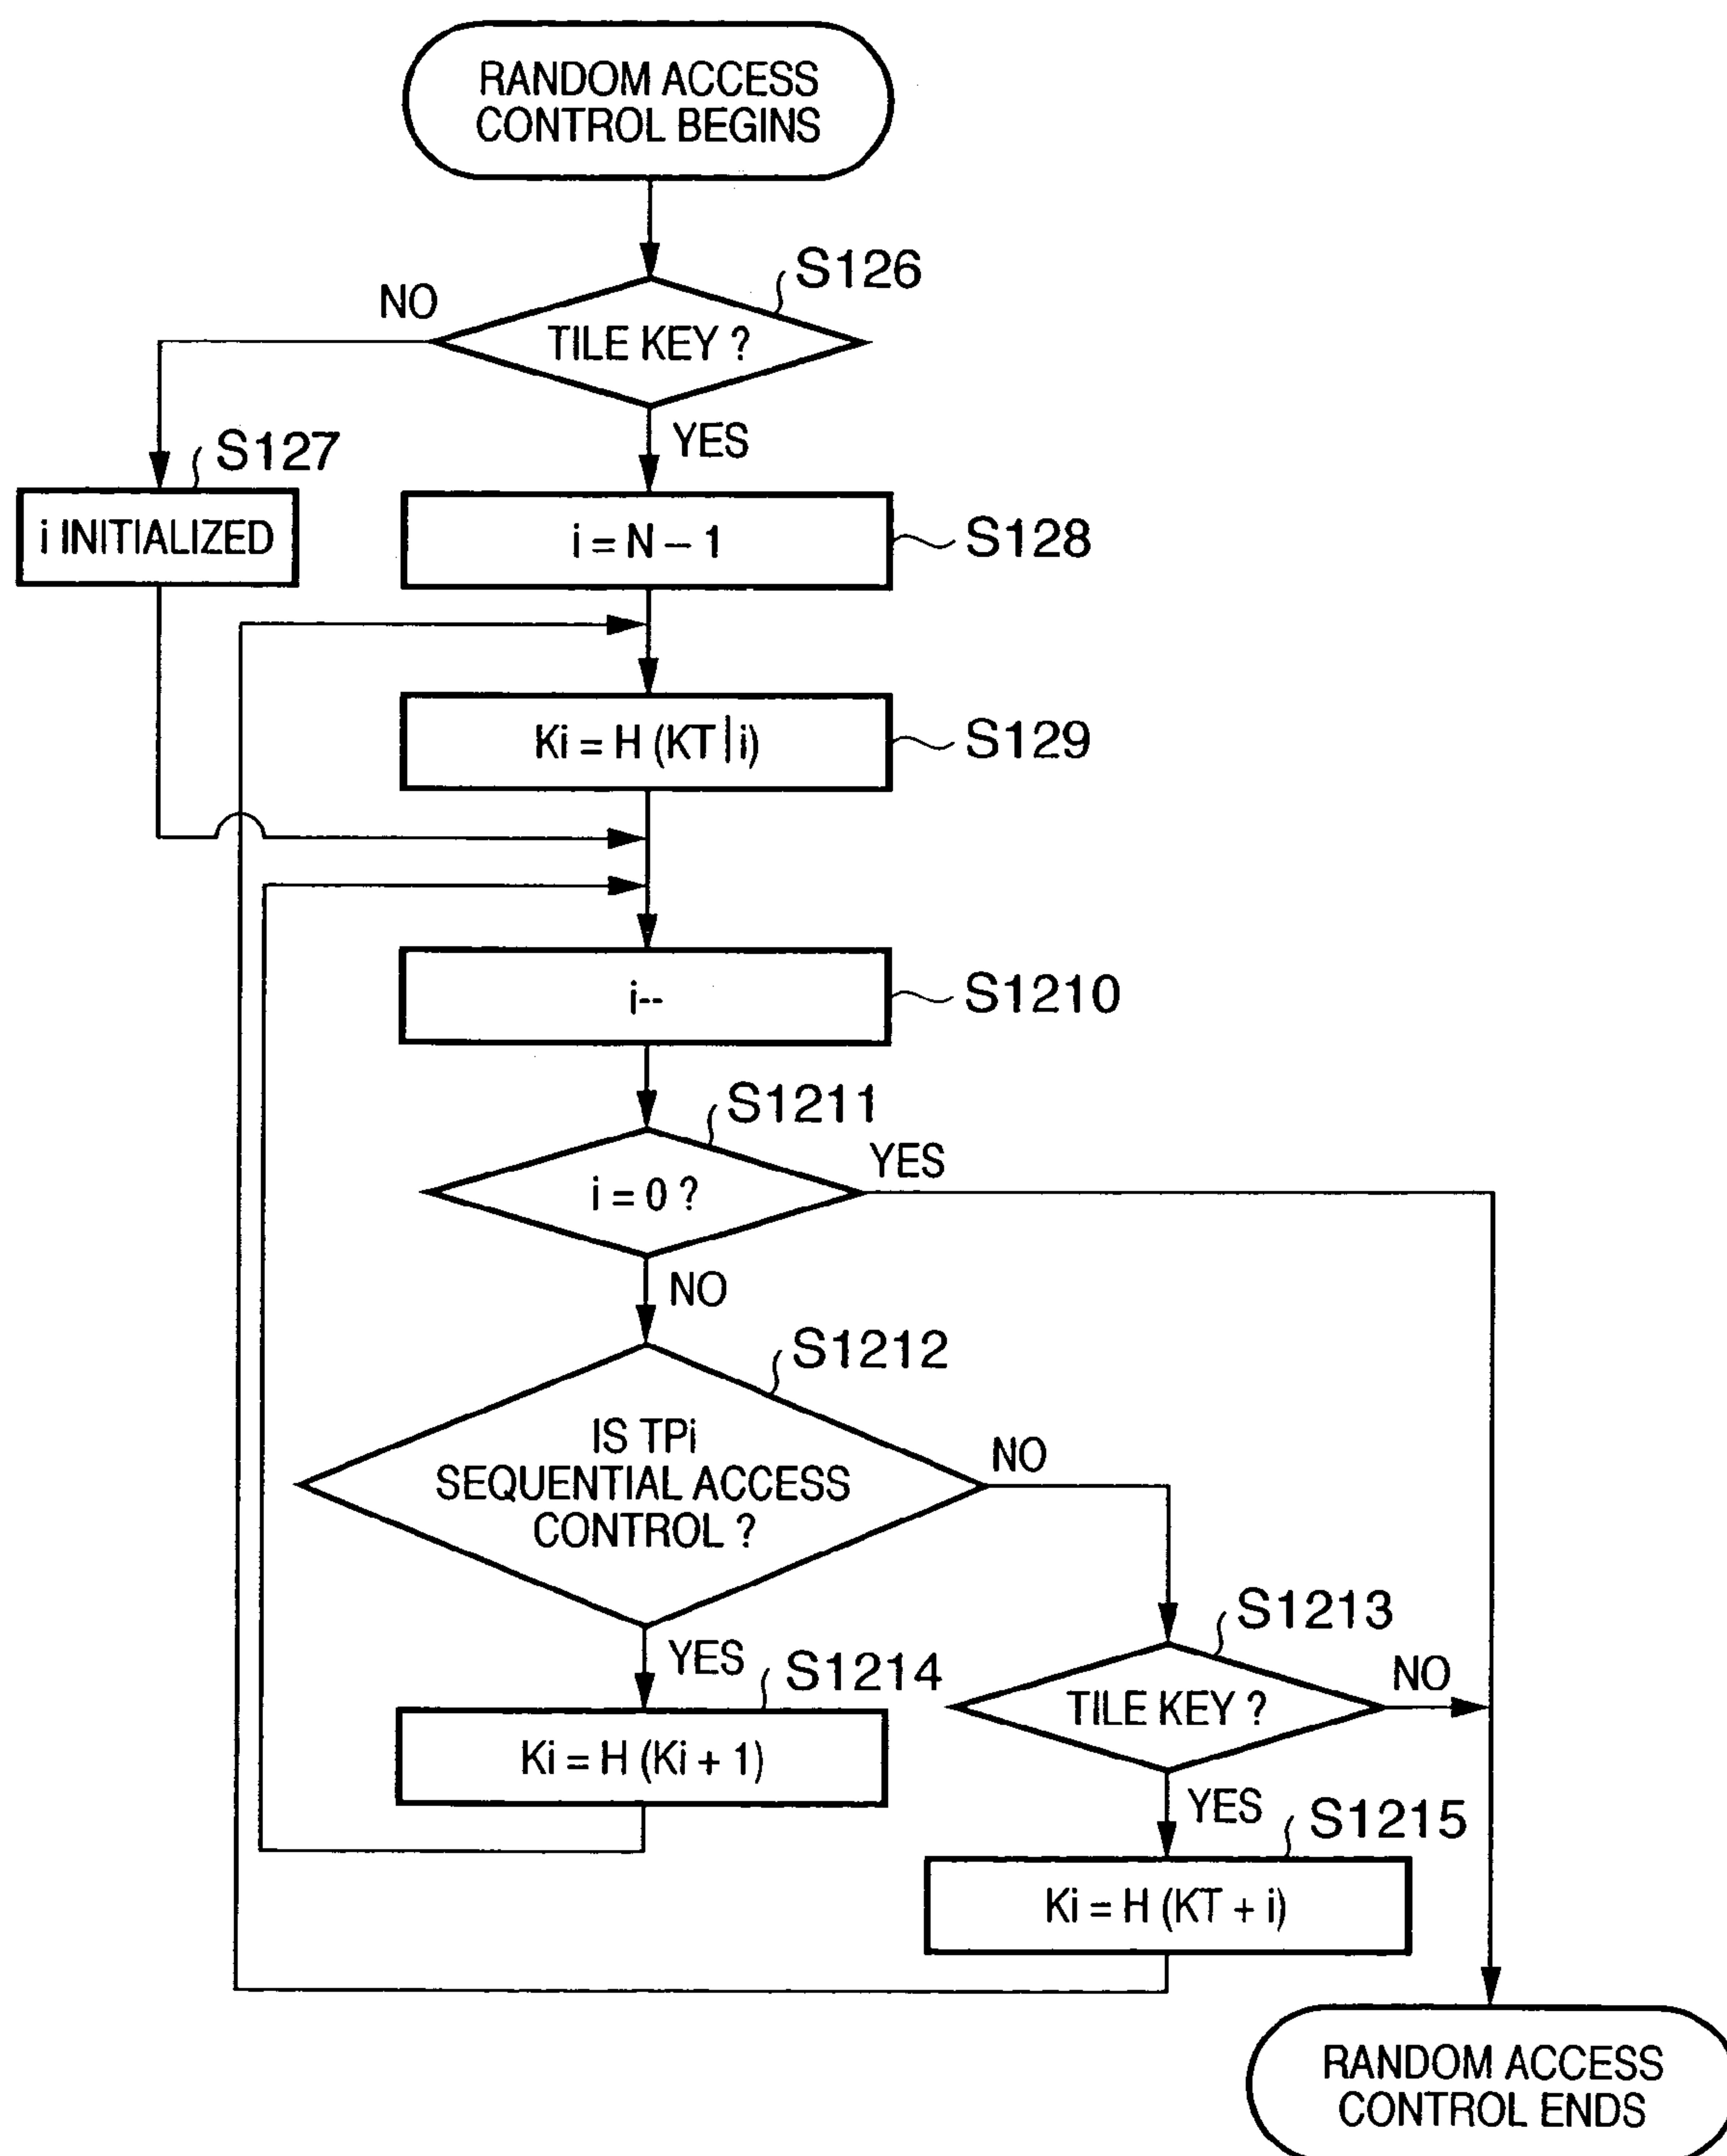 RANDOM ACCESS
CONTROL BEGINS
S126
NO
TILE KEY ?
YES
S127
i INITIALIZED
i = N – 1
S128
Ki = H (KT|i)
S129
i--
S1210
S1211
YES
i = 0 ?
NO
S1212
IS TPi
SEQUENTIAL ACCESS
CONTROL ?
NO
S1213
YES
S1214
NO
TILE KEY ?
Ki = H (Ki + 1)
YES
S1215
Ki = H (KT + i)
RANDOM ACCESS
CONTROL ENDS